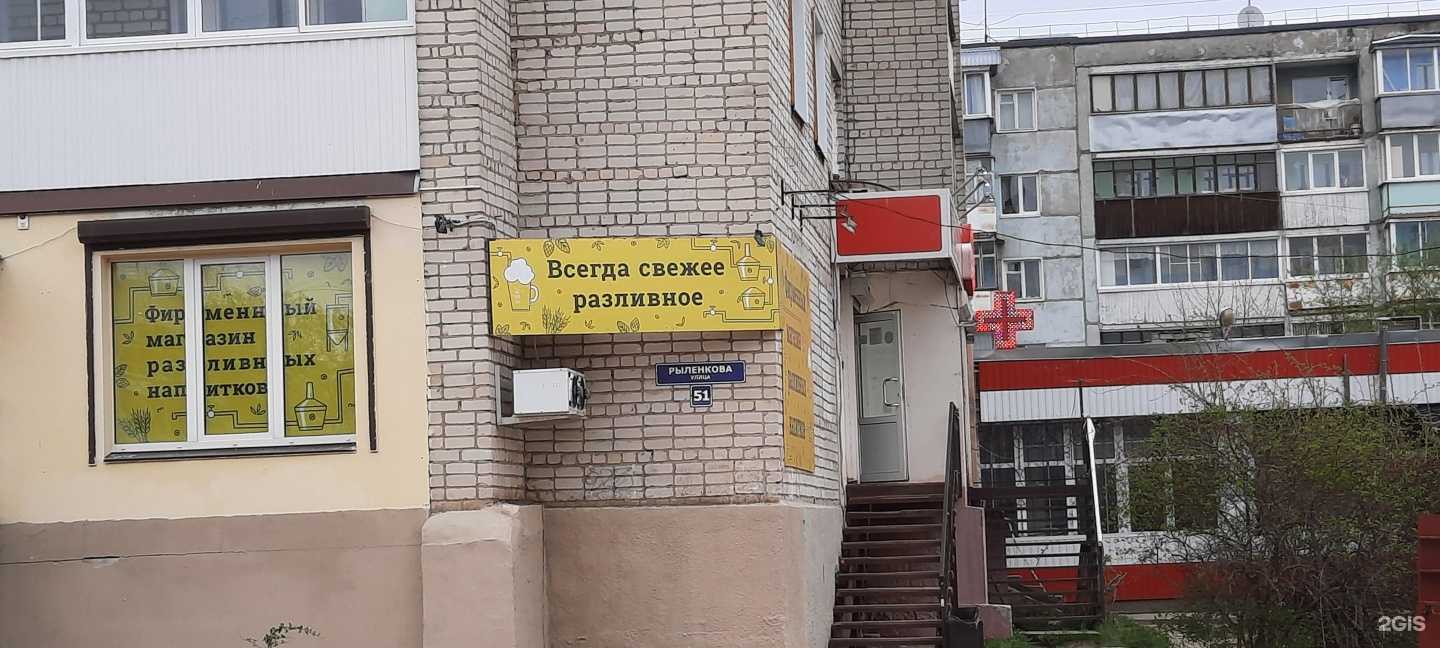 Фирменный
магазин
разливных
напитков
Всегда свежее
разливное
РЫЛЕНКОВА
УЛИЦА
51
2GIS